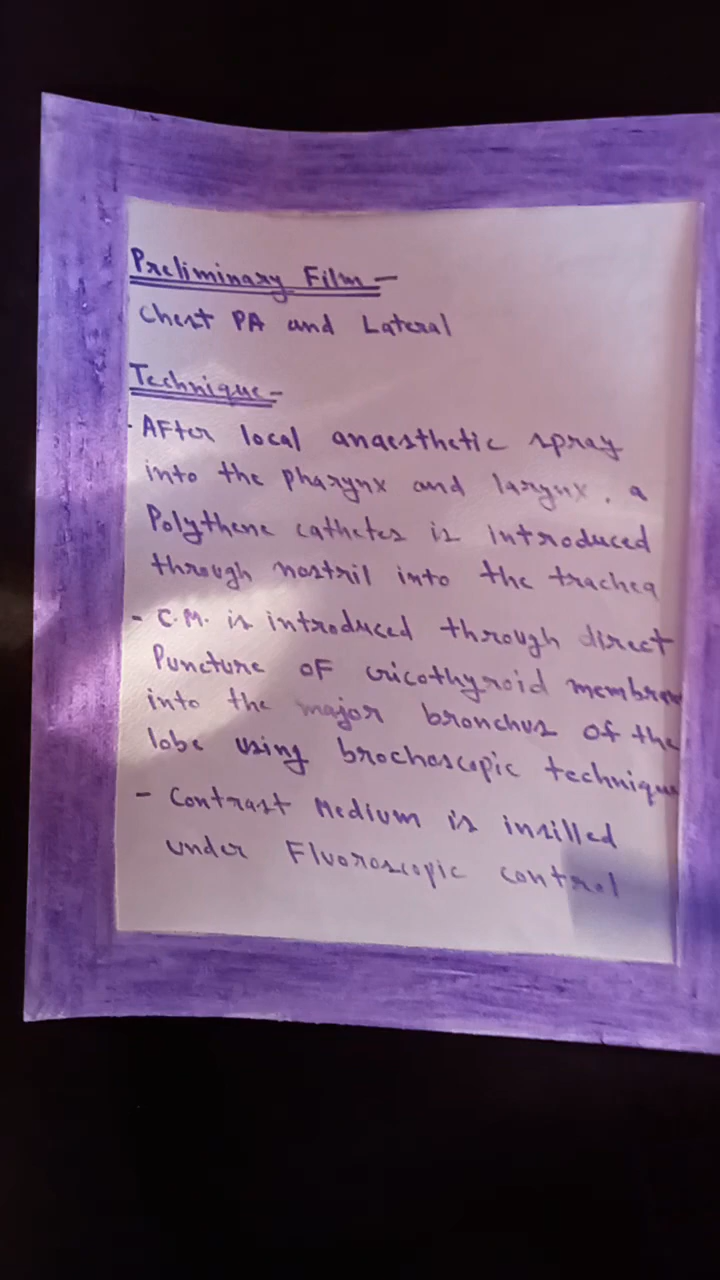 Preliminary Film -
Chest PA and Lateral
Technique -
- After local anaesthetic spray
into the pharynx and larynx, a
Polythene catheter is introduced
through nostril into the trachea
- C.M. is introduced through direct
Puncture of cricothyroid membrane
into the major bronchus of the
lobe using brochoscopic technique
- Contrast Medium is insilled
under Fluoroscopic control